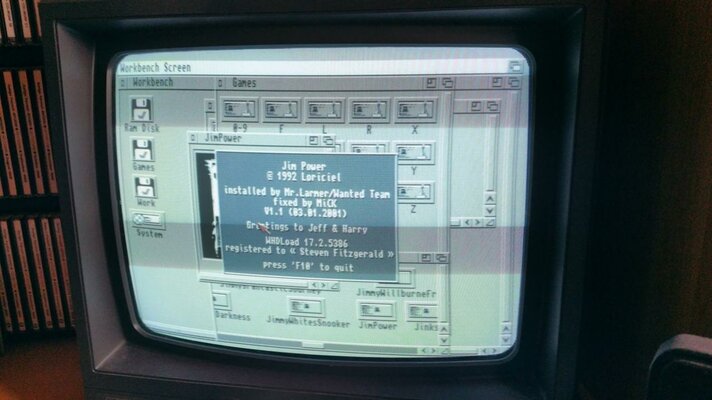 Workbench Screen
Workbench
Games
Ram Disk
0-9
F
L
R
X
JimPower
Games
Y
Work
Z
System
Jim Power
© 1992 Loriciel
installed by Mr.Larmer/Wanted Team
fixed by MiCK
V1.1 (03.01.2001)
Greetings to Jeff & Harry
WHDLoad 17.2.5386
registered to « Steven Fitzgerald »
press 'F10' to quit
JimmyWillburneFr
Darkness
JimmyWhitesSnooker
JimPower
Jinks